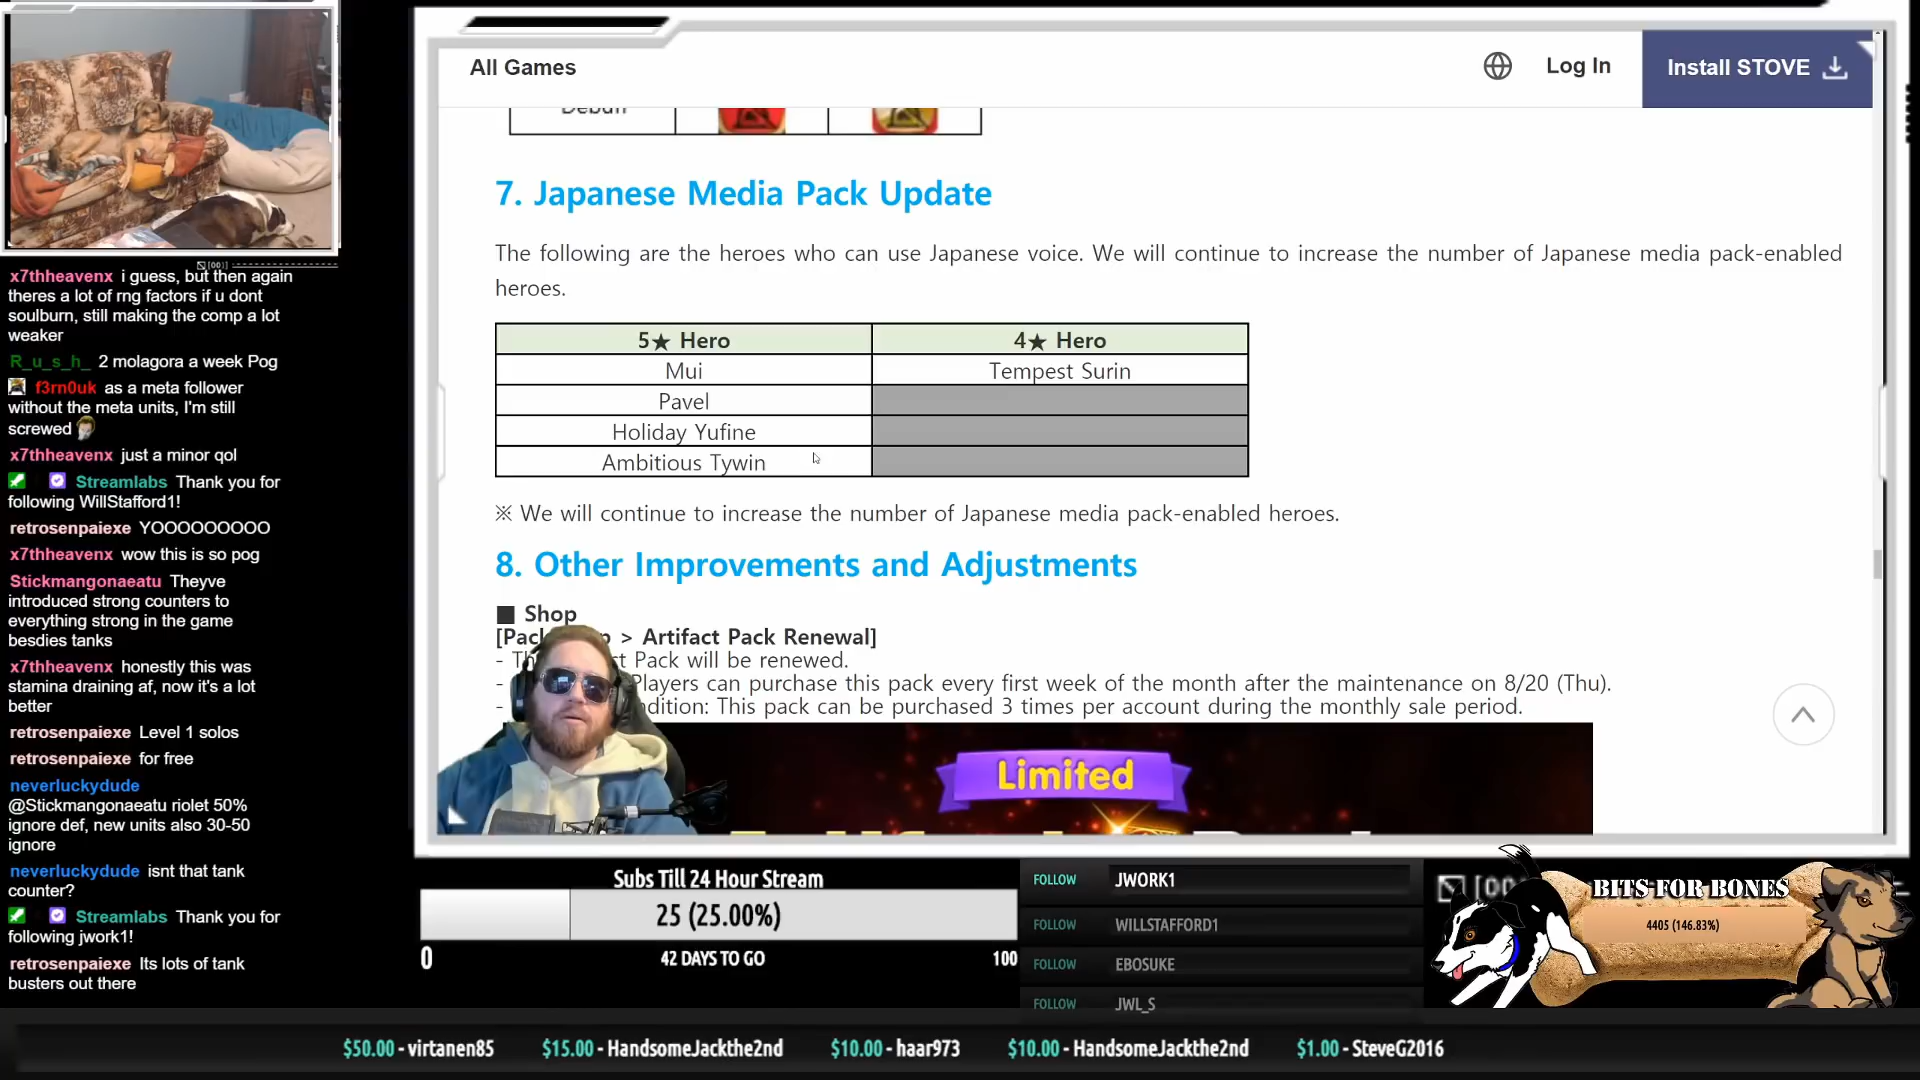 All Games
Log In
Install STOVE
Debuff
7. Japanese Media Pack Update
The following are the heroes who can use Japanese voice. We will continue to increase the number of Japanese media pack-enabled
heroes.
5★ Hero
4★ Hero
Mui
Tempest Surin
Pavel
Holiday Yufine
Ambitious Tywin
※ We will continue to increase the number of Japanese media pack-enabled heroes.
8. Other Improvements and Adjustments
■ Shop
> Artifact Pack Renewal]
Pack will be renewed.
Players can purchase this pack every first week of the month after the maintenance on 8/20 (Thu).
This pack can be purchased 3 times per account during the monthly sale period.
Limited
x7thheavenx i guess, but then again
theres a lot of rng factors if u dont
soulburn, still making the comp a lot
weaker
R_u_s_h_ 2 molagora a week Pog
f3rn0uk as a meta follower
without the meta units, I'm still
screwed
x7thheavenx just a minor qol
Streamlabs Thank you for
following WillStafford1!
retrosenpaiexe YOOOOOOOOO
x7thheavenx wow this is so pog
Stickmangonaeatu Theyve
introduced strong counters to
everything strong in the game
besdies tanks
x7thheavenx honestly this was
stamina draining af, now it's a lot
better
retrosenpaiexe Level 1 solos
retrosenpaiexe for free
neverluckydude
@Stickmangonaeatu riolet 50%
ignore def, new units also 30-50
ignore
neverluckydude isnt that tank
counter?
Streamlabs Thank you for
following jwork1!
retrosenpaiexe Its lots of tank
busters out there
Subs Till 24 Hour Stream
25 (25.00%)
0
42 DAYS TO GO
100
FOLLOW JWORK1
FOLLOW WILLSTAFFORD1
FOLLOW EBOSUKE
FOLLOW JWL_S
BITS FOR BONES
4405 (146.83%)
$50.00 - virtanen85
$15.00 - HandsomeJackthe2nd
$10.00 - haar973
$10.00 - HandsomeJackthe2nd
$1.00 - SteveG2016